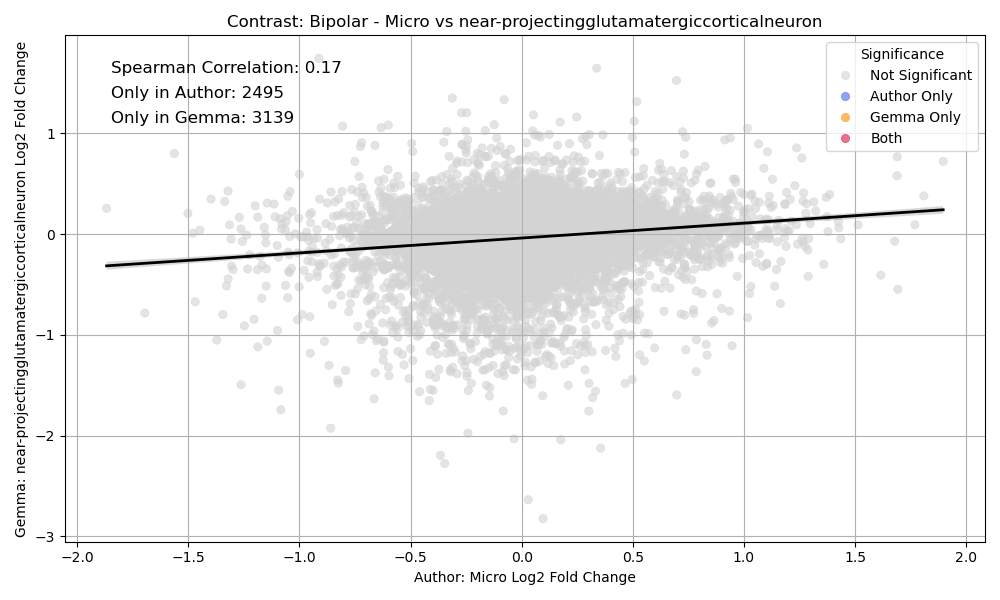 Contrast: Bipolar - Micro vs near-projectingglutamatergiccorticalneuron
Spearman Correlation: 0.17
Only in Author: 2495
Only in Gemma: 3139
Significance
Not Significant
Author Only
Gemma Only
Both
Gemma: near-projectingglutamatergiccorticalneuron Log2 Fold Change
1
0
−1
−2
−3
−2.0 −1.5 −1.0 −0.5 0.0 0.5 1.0 1.5 2.0
Author: Micro Log2 Fold Change